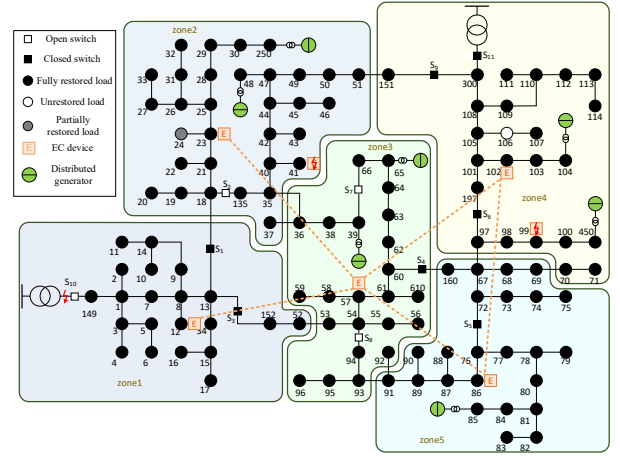 Open switch
Closed switch
Fully restored load
Unrestored load
Partially
restored load
E EC device
Distributed
generator
zone2
32 29 30 250
33 31 28 48 47 49 50 51 151 S9 300 111 110 112 113
S11
27 26 25 44 45 46 108 109 114
24 23 E 42 43 zone3 105 106 107
22 21 40 41 66 65 101 102 E 103 104
64 zone4
20 19 18 S2 135 35 S7 63 197
S6
37 36 38 39 62 97 98 99 E 100 450
S1 S4
60 160 67 68 69 70 71
11 14
2 10 9 E
S10 59 58 57 61 610
149 1 7 8 13 72 73 74 75
S3
3 5 12 E 34 152 52 53 54 55 56 S5
S8
4 6 16 15 94 92 90 88 76 77 78 79
zone1 17 96 95 93 91 89 87 86 E 80
85 84 81
zone5 83 82